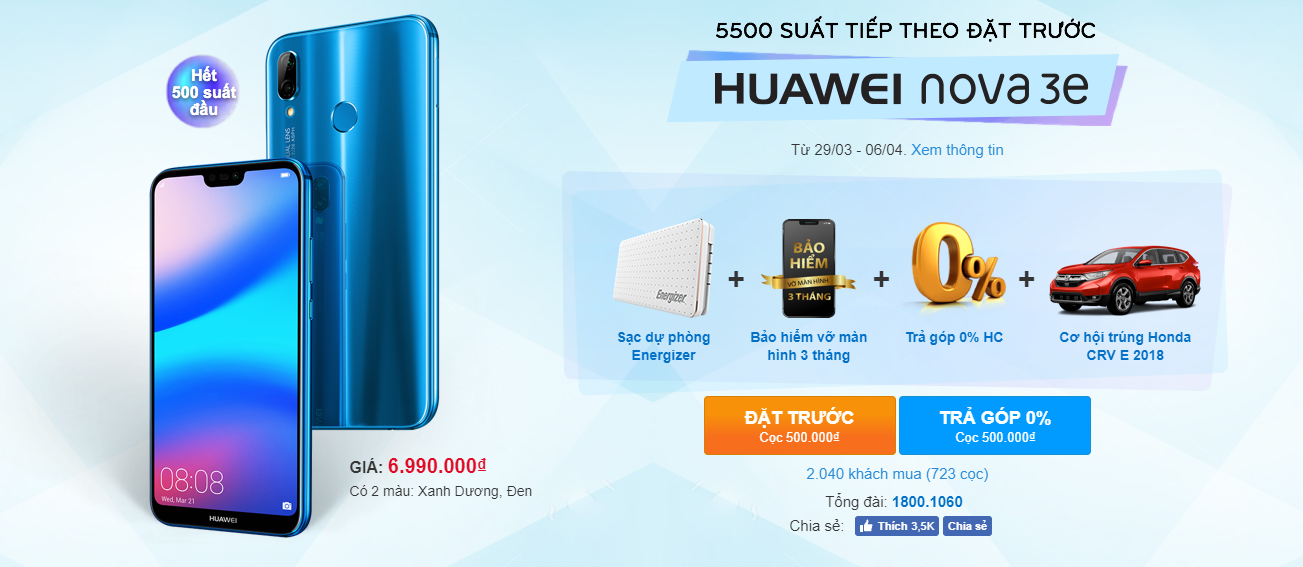 5500 SUẤT TIẾP THEO ĐẶT TRƯỚC
HUAWEI nova 3e
Từ 29/03 - 06/04. Xem thông tin
Hết
500 suất
đầu
DUAL LENS
08:08
Wed, Mar 21
HUAWEI
GIÁ: 6.990.000₫
Có 2 màu: Xanh Dương, Đen
Energizer
BẢO
HIỂM
VỠ MÀN HÌNH
3 THÁNG
0%
Sạc dự phòng
Energizer
Bảo hiểm vỡ màn
hình 3 tháng
Trả góp 0% HC
Cơ hội trúng Honda
CRV E 2018
ĐẶT TRƯỚC
Cọc 500.000₫
TRẢ GÓP 0%
Cọc 500.000₫
2.040 khách mua (723 cọc)
Tổng đài: 1800.1060
Chia sẻ: Thích 3,5K Chia sẻ